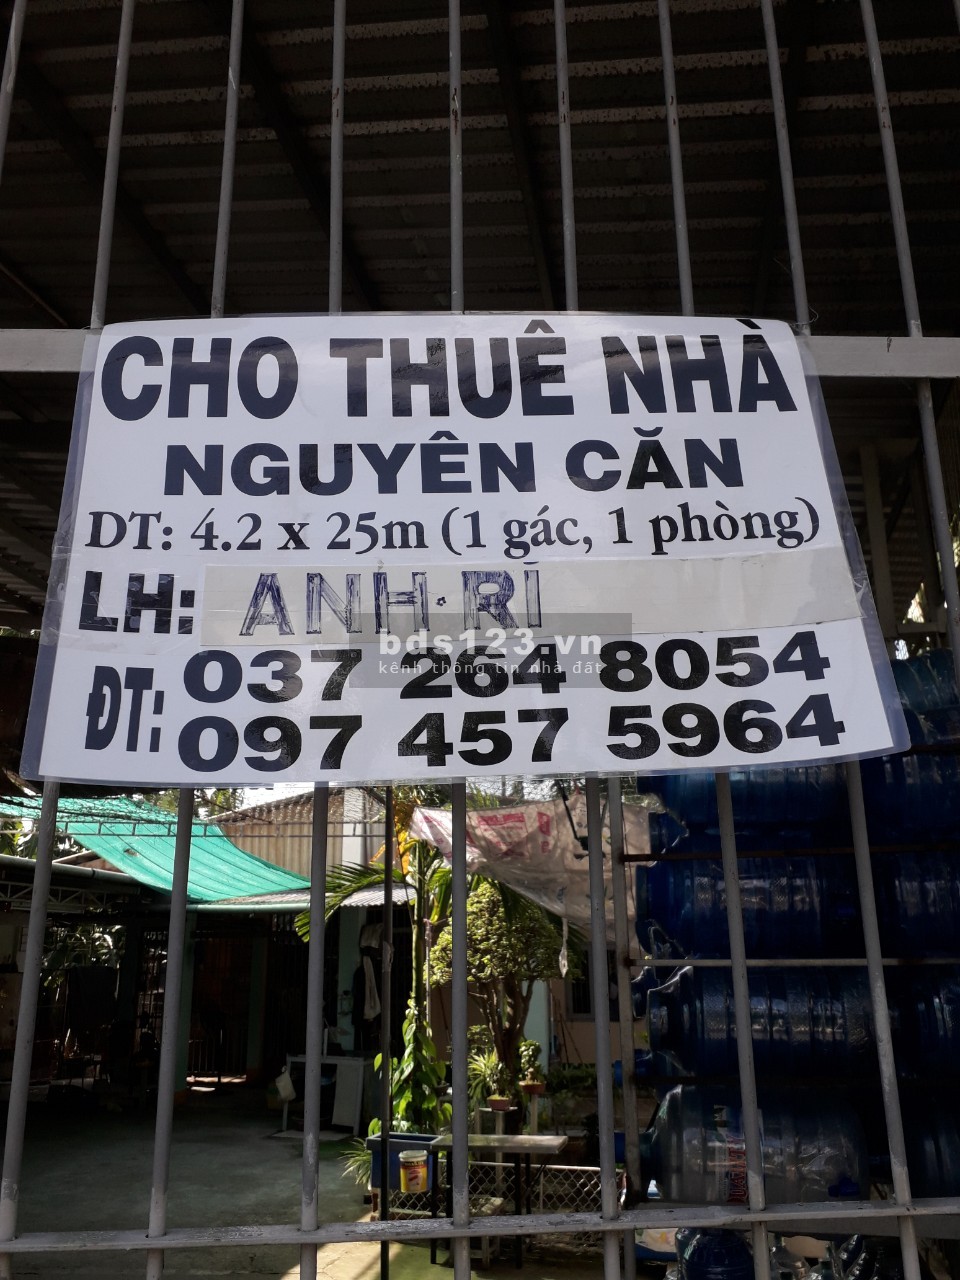 CHO THUÊ NHÀ
NGUYÊN CĂN
DT: 4.2 x 25m (1 gác, 1 phòng)
LH: ANH RI
bds123.vn
kênh thông tin nhà đất
ĐT: 037 264 8054
097 457 5964